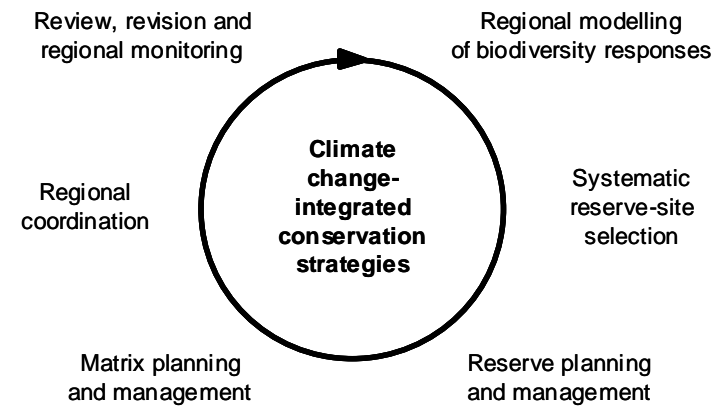 Review, revision and
regional monitoring
Regional modelling
of biodiversity responses
Climate
change-
integrated
conservation
strategies
Regional
coordination
Systematic
reserve-site
selection
Matrix planning
and management
Reserve planning
and management